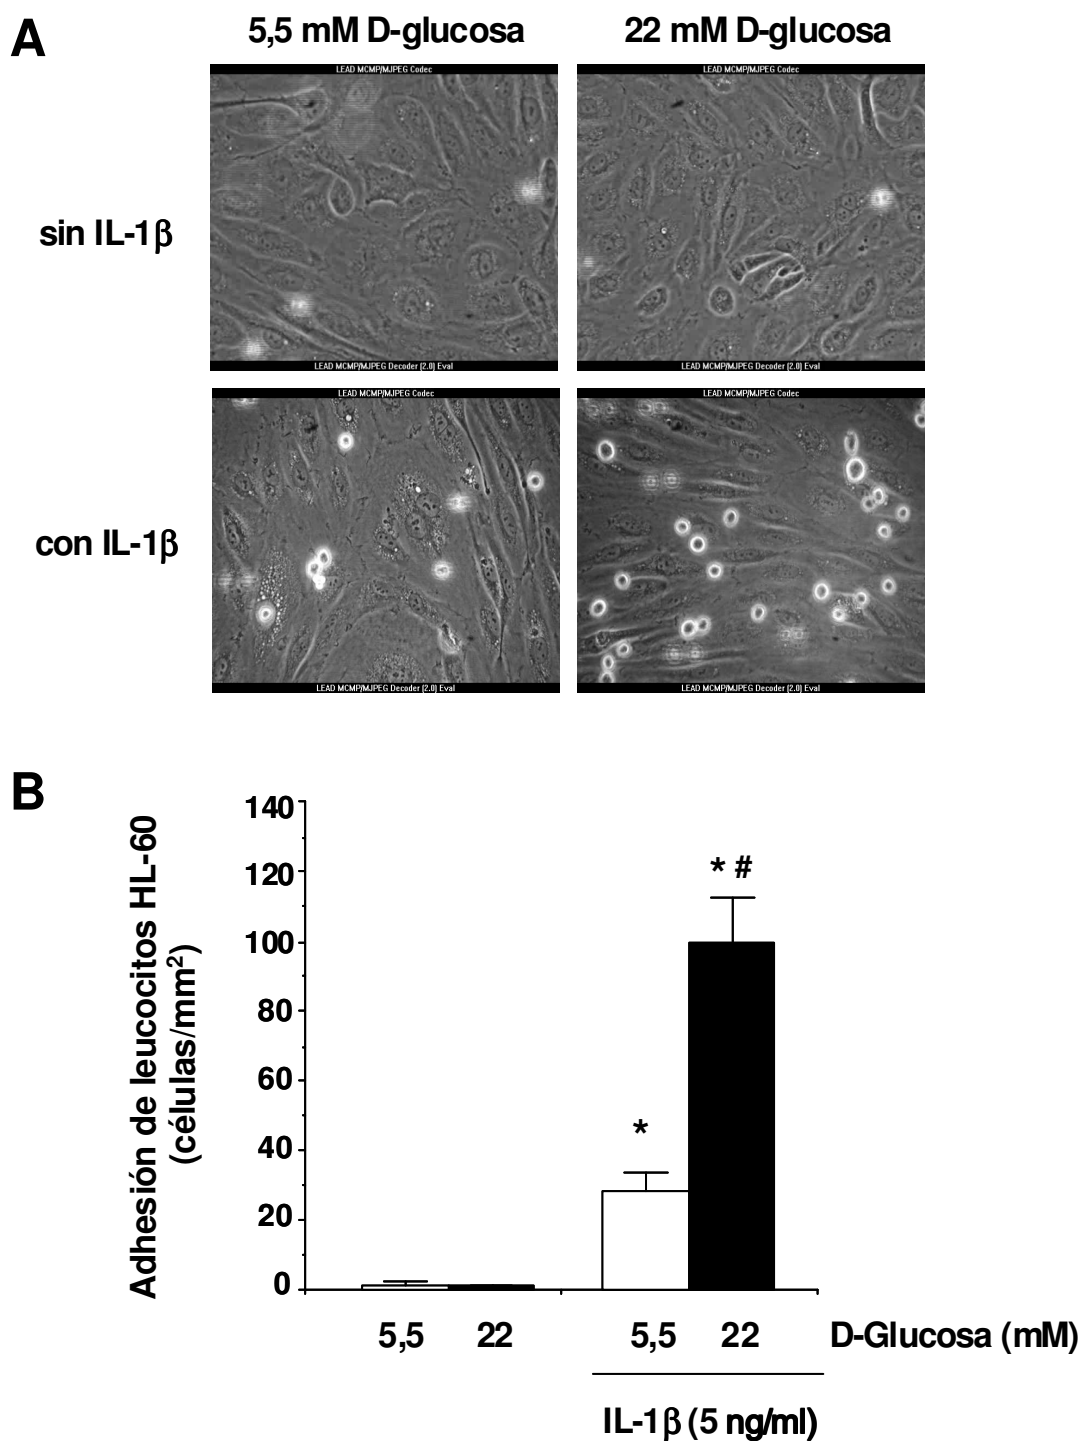 A
5,5 mM D-glucosa
22 mM D-glucosa
LEAD MCMP/MJPEG Codec
LEAD MCMP/MJPEG Codec
sin IL-1β
LEAD MCMP/MJPEG Decoder (2.0) Eval
LEAD MCMP/MJPEG Decoder (2.0) Eval
LEAD MCMP/MJPEG Codec
LEAD MCMP/MJPEG Codec
con IL-1β
LEAD MCMP/MJPEG Decoder (2.0) Eval
LEAD MCMP/MJPEG Decoder (2.0) Eval
B
Adhesión de leucocitos HL-60
(células/mm²)
140
120
100
80
60
40
20
0
* #
*
5,5 22 5,5 22 D-Glucosa (mM)
IL-1β (5 ng/ml)